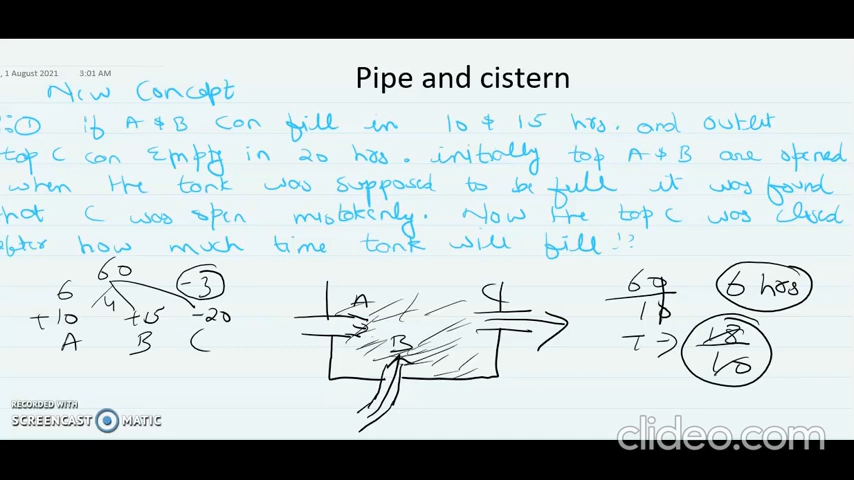 , 1 August 2021 3:01 AM
Pipe and cistern
New Concept
:① if A & B Can fill in 10 & 15 hrs. and outlet
tap C can Empty in 20 hrs. initially tap A & B are opened
when the tank was supposed to be full it was found
that C was open mistakenly. Now the tap C was closed
after how much time tank will fill!?
60 -3
6 4
+10 +15 -20
A B C
A C
B
60
10
6 hrs
T → 18
10
RECORDED WITH
SCREENCAST MATIC
clideo.com